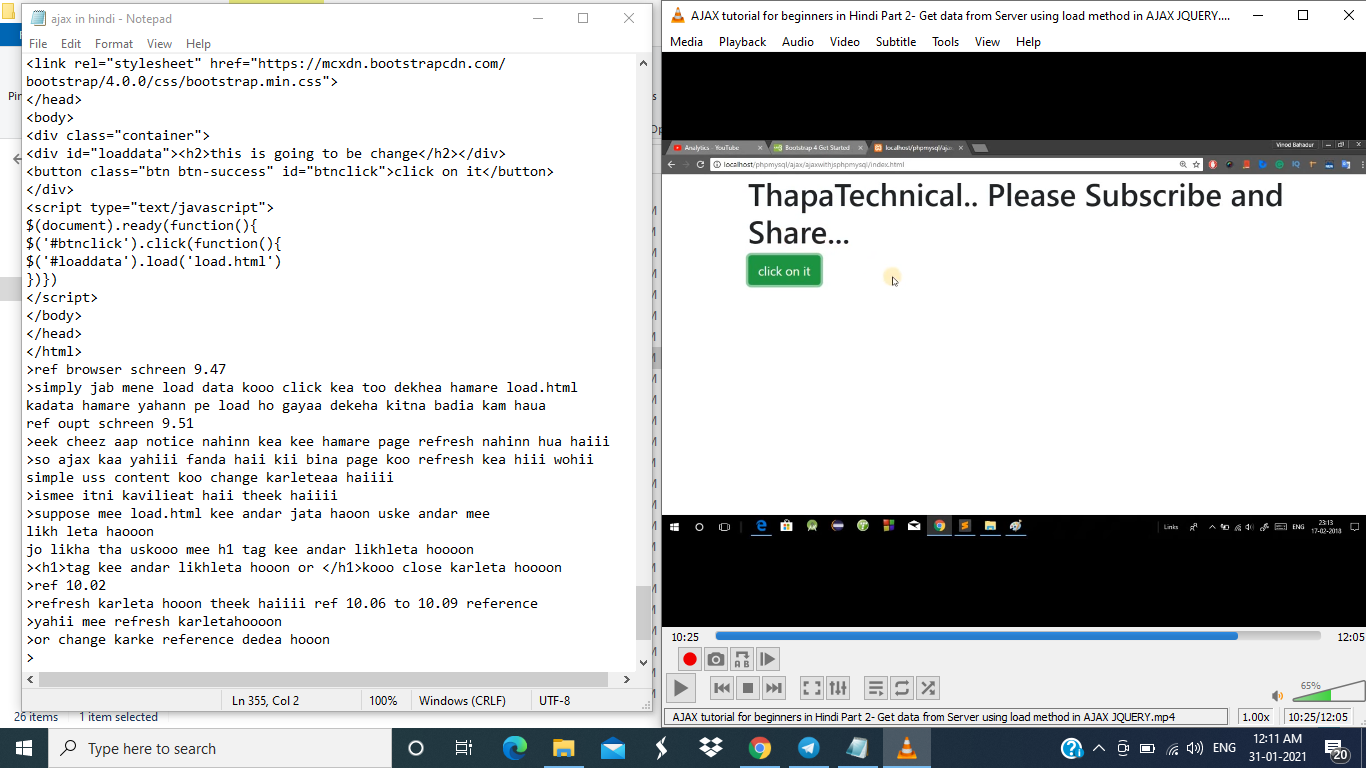 ajax in hindi - Notepad
File Edit Format View Help
<link rel="stylesheet" href="https://mcxdn.bootstrapcdn.com/
bootstrap/4.0.0/css/bootstrap.min.css">
</head>
<body>
<div class="container">
<div id="loaddata"><h2>this is going to be change</h2></div>
<button class="btn btn-success" id="btnclick">click on it</button>
</div>
<script type="text/javascript">
$(document).ready(function(){
$('#btnclick').click(function(){
$('#loaddata').load('load.html')
})})
</script>
</body>
</head>
</html>
>ref browser schreen 9.47
>simply jab mene load data kooo click kea too dekhea hamare load.html
kadata hamare yahann pe load ho gayaa dekeha kitna badia kam haua
ref oupt schreen 9.51
>eek cheez aap notice nahinn kea kee hamare page refresh nahinn hua haiii
>so ajax kaa yahiii fanda haii kii bina page koo refresh kea hiii wohii
simple uss content koo change karleteaa haiiii
>ismee itni kavilieat haii theek haiiii
>suppose mee load.html kee andar jata haoon uske andar mee
likh leta haooon
jo likha tha uskooo mee h1 tag kee andar likhleta hoooon
><h1>tag kee andar likhleta hooon or </h1>kooo close karleta hoooon
>ref 10.02
>refresh karleta hooon theek haiiii ref 10.06 to 10.09 reference
>yahii mee refresh karletahoooon
>or change karke reference dedea hooon
>
Ln 355, Col 2 100% Windows (CRLF) UTF-8
26 items 1 item selected
AJAX tutorial for beginners in Hindi Part 2- Get data from Server using load method in AJAX JQUERY....
Media Playback Audio Video Subtitle Tools View Help
Analytics - YouTube Bootstrap 4 Get Started localhost/phpmysql/ajax Vinod Bahadur
localhost/phpmysql/ajax/ajaxwithjsphpmysql/index.html
ThapaTechnical.. Please Subscribe and
Share...
click on it
Links ENG 23:13
17-02-2018
10:25 12:05
AJAX tutorial for beginners in Hindi Part 2- Get data from Server using load method in AJAX JQUERY.mp4
65%
1.00x 10:25/12:05
Type here to search
ENG 12:11 AM
31-01-2021
20